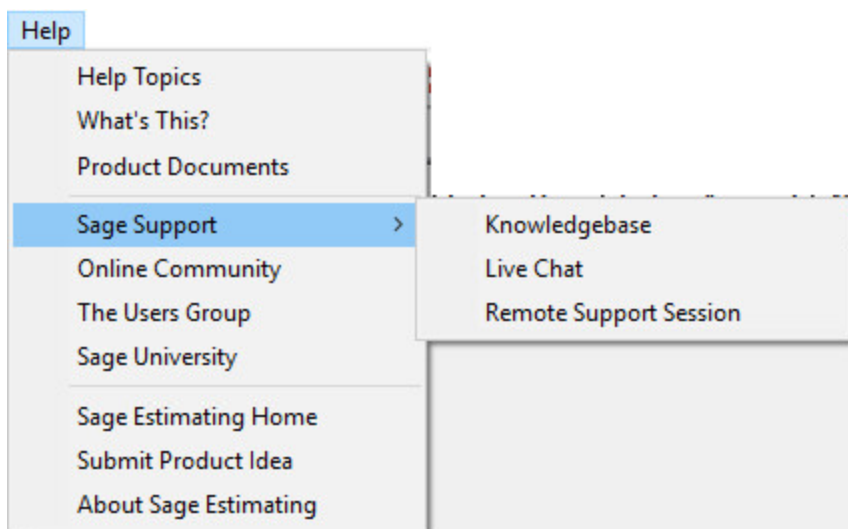 Help
Help Topics
What's This?
Product Documents
Sage Support
Knowledgebase
Live Chat
Remote Support Session
Online Community
The Users Group
Sage University
Sage Estimating Home
Submit Product Idea
About Sage Estimating